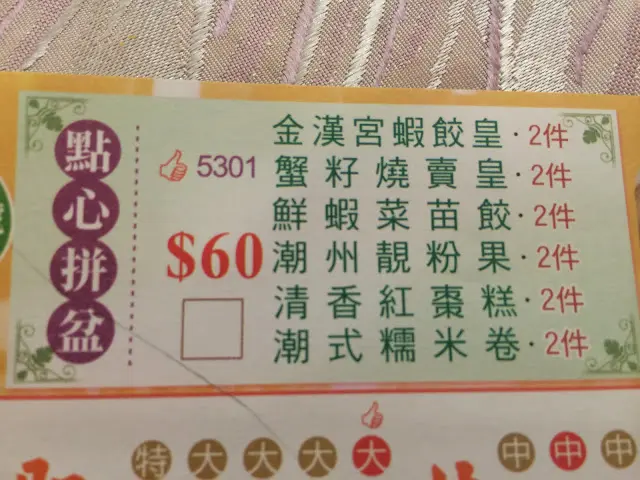 點心拼盆
5301
$60
金漢宮蝦餃皇·2件
蟹籽燒賣皇·2件
鮮蝦菜苗餃·2件
潮州靚粉果·2件
清香紅棗糕·2件
潮式糯米卷·2件
特大大大大 中中中